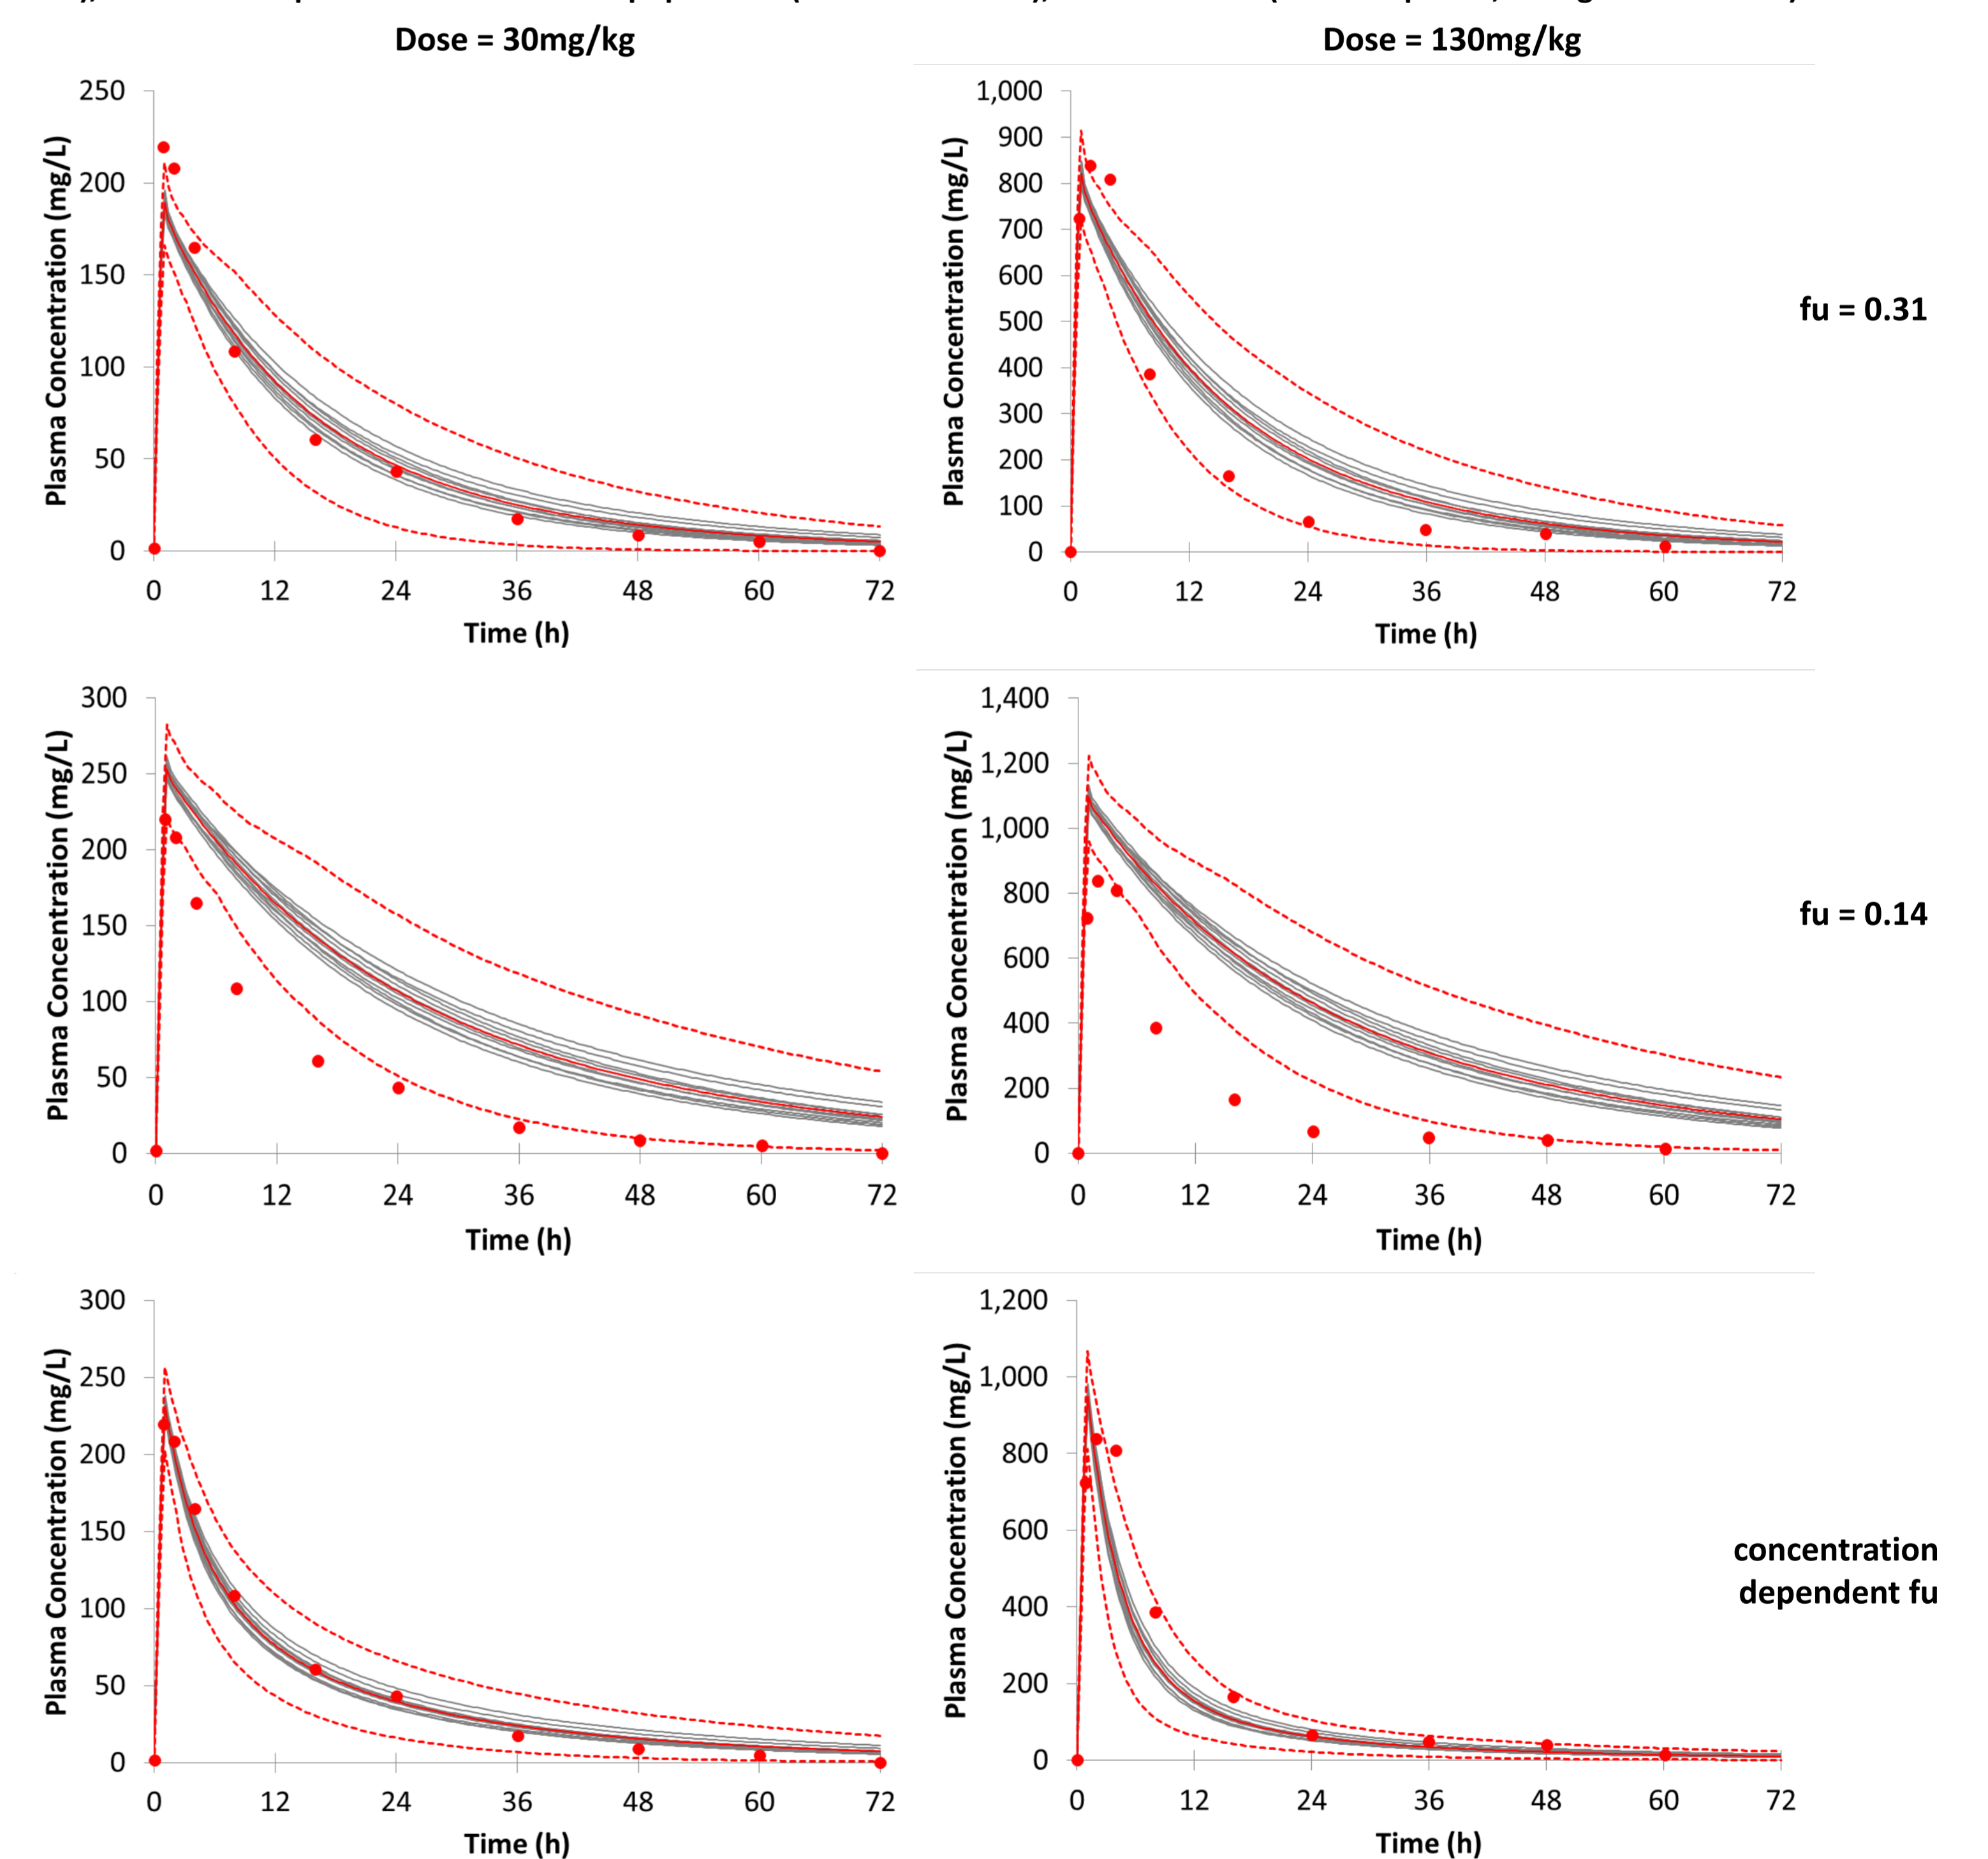 Dose = 30mg/kg
Dose = 130mg/kg
250
200
150
100
50
0
Plasma Concentration (mg/L)
0 12 24 36 48 60 72
Time (h)
1,000
900
800
700
600
500
400
300
200
100
0
Plasma Concentration (mg/L)
0 12 24 36 48 60 72
Time (h)
fu = 0.31
300
250
200
150
100
50
0
Plasma Concentration (mg/L)
0 12 24 36 48 60 72
Time (h)
1,400
1,200
1,000
800
600
400
200
0
Plasma Concentration (mg/L)
0 12 24 36 48 60 72
Time (h)
fu = 0.14
300
250
200
150
100
50
0
Plasma Concentration (mg/L)
0 12 24 36 48 60 72
Time (h)
1,200
1,000
800
600
400
200
0
Plasma Concentration (mg/L)
0 12 24 36 48 60 72
Time (h)
concentration
dependent fu